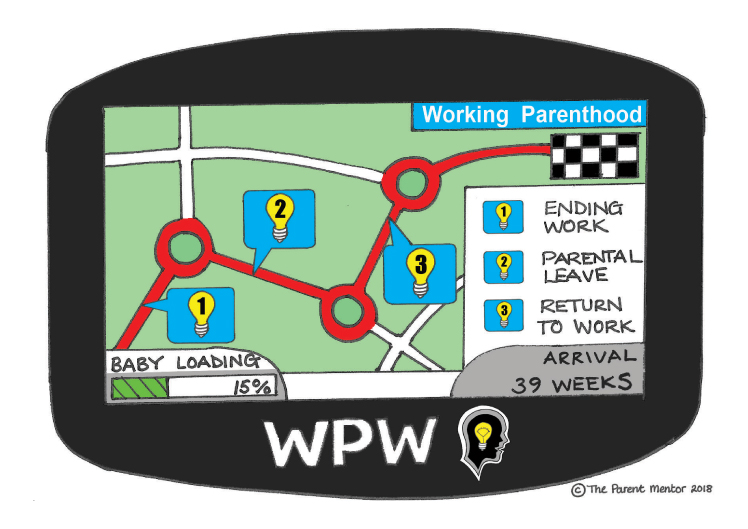 Working Parenthood
2
1
3
1 ENDING
WORK
2 PARENTAL
LEAVE
3 RETURN
TO WORK
BABY LOADING
15%
ARRIVAL
39 WEEKS
WPW
© The Parent Mentor 2018